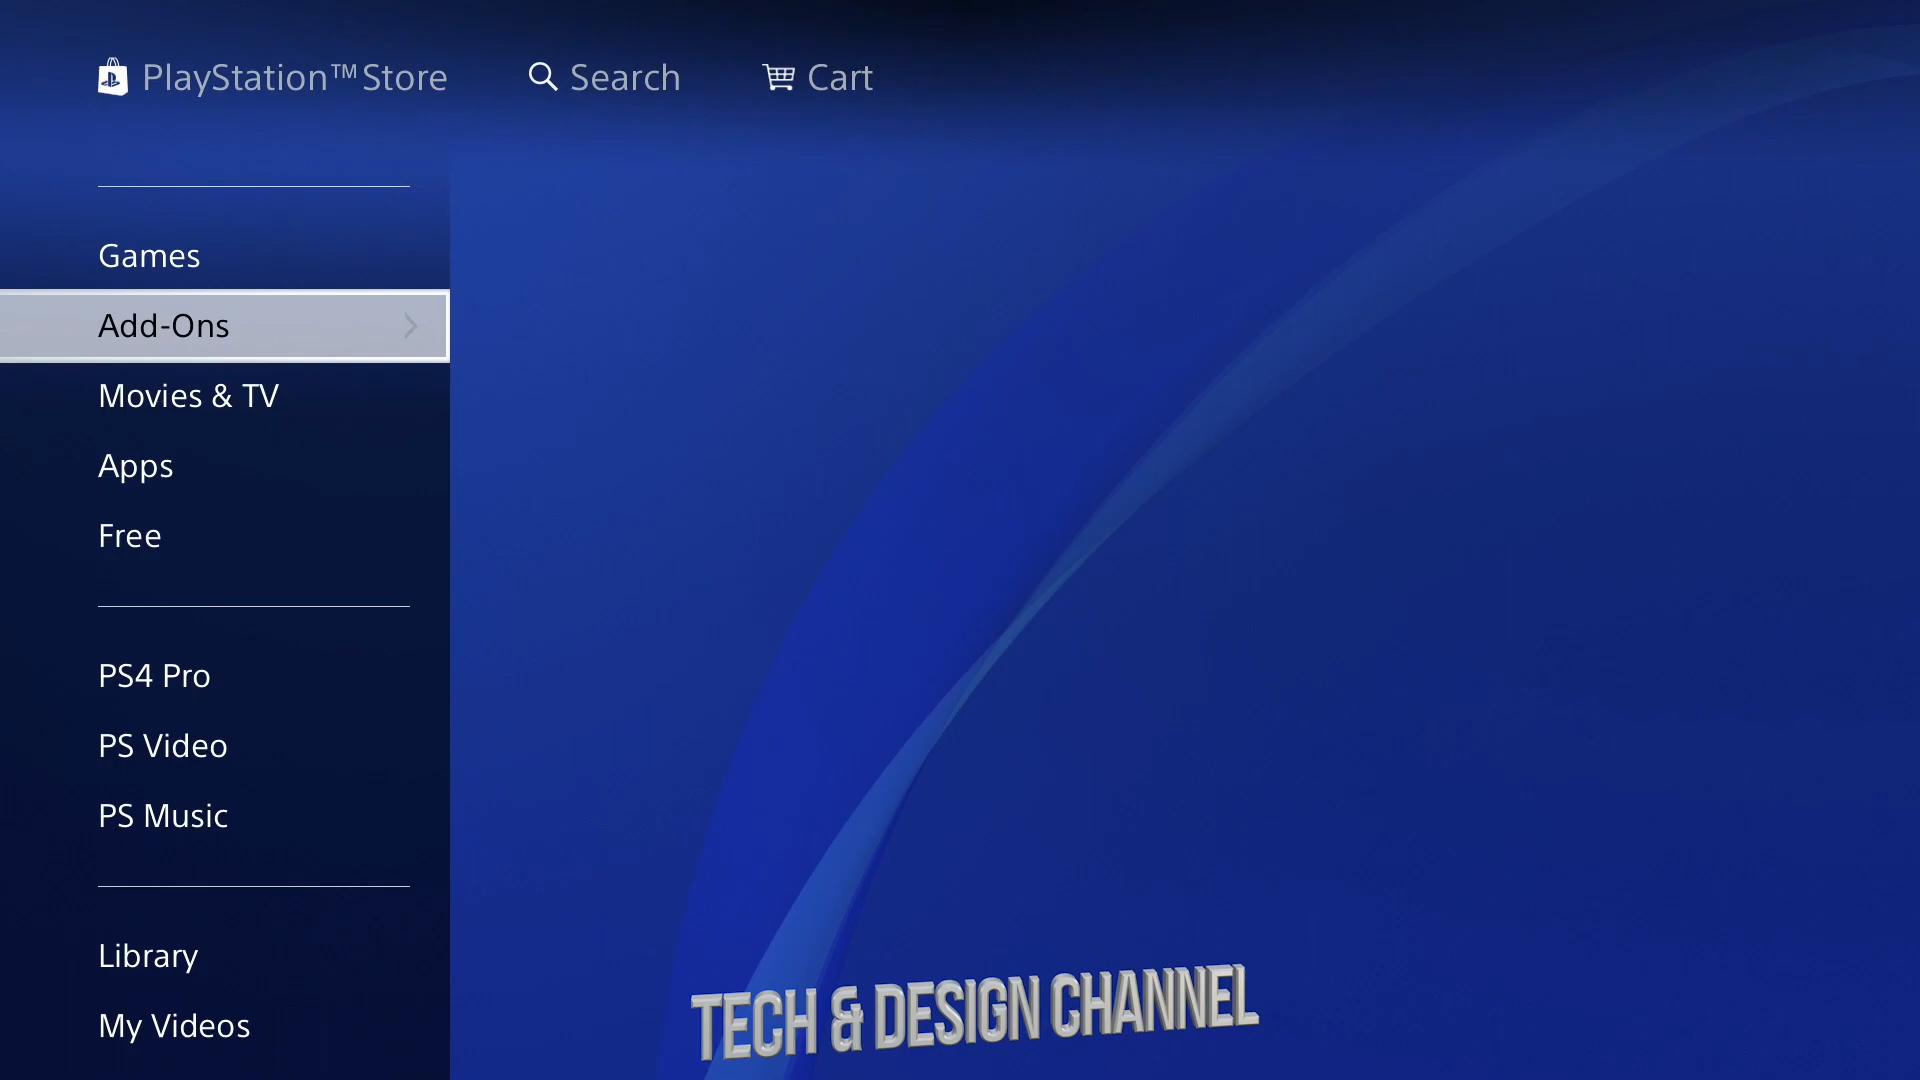 PlayStation™Store
Search
Cart
Games
Add-Ons
Movies & TV
Apps
Free
PS4 Pro
PS Video
PS Music
Library
My Videos
TECH & DESIGN CHANNEL